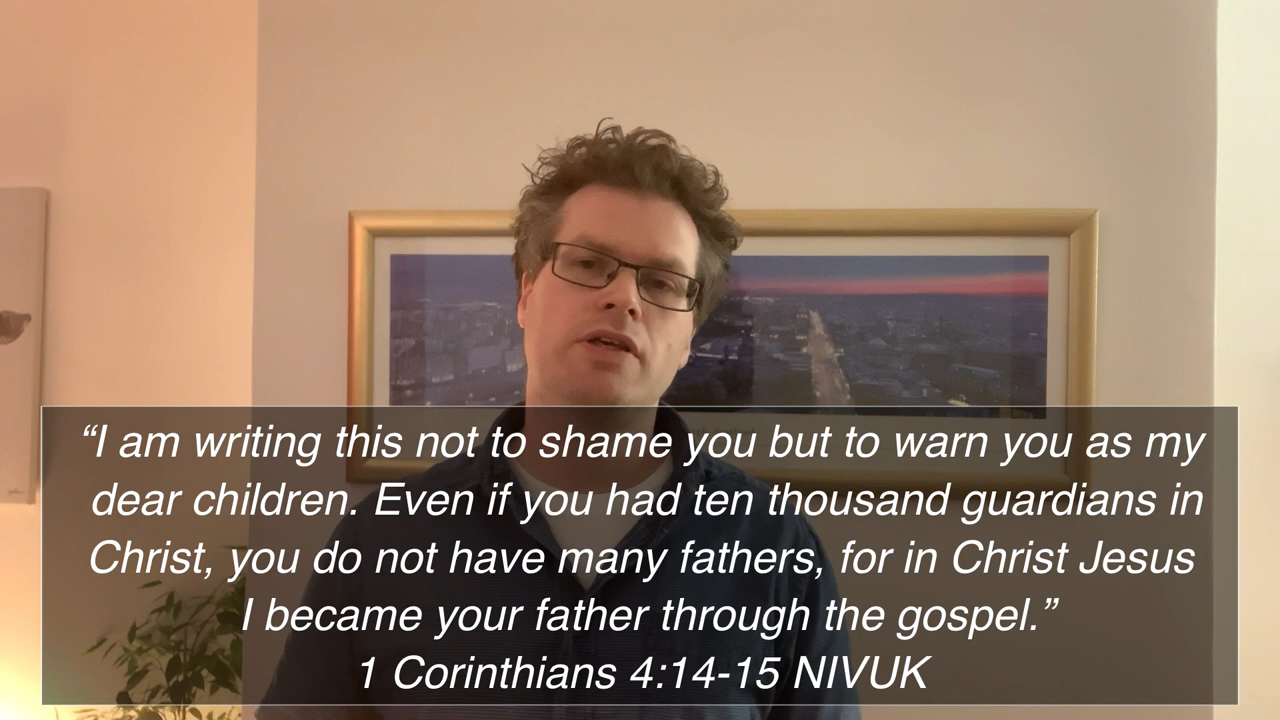 “I am writing this not to shame you but to warn you as my
dear children. Even if you had ten thousand guardians in
Christ, you do not have many fathers, for in Christ Jesus
I became your father through the gospel.”
1 Corinthians 4:14-15 NIVUK